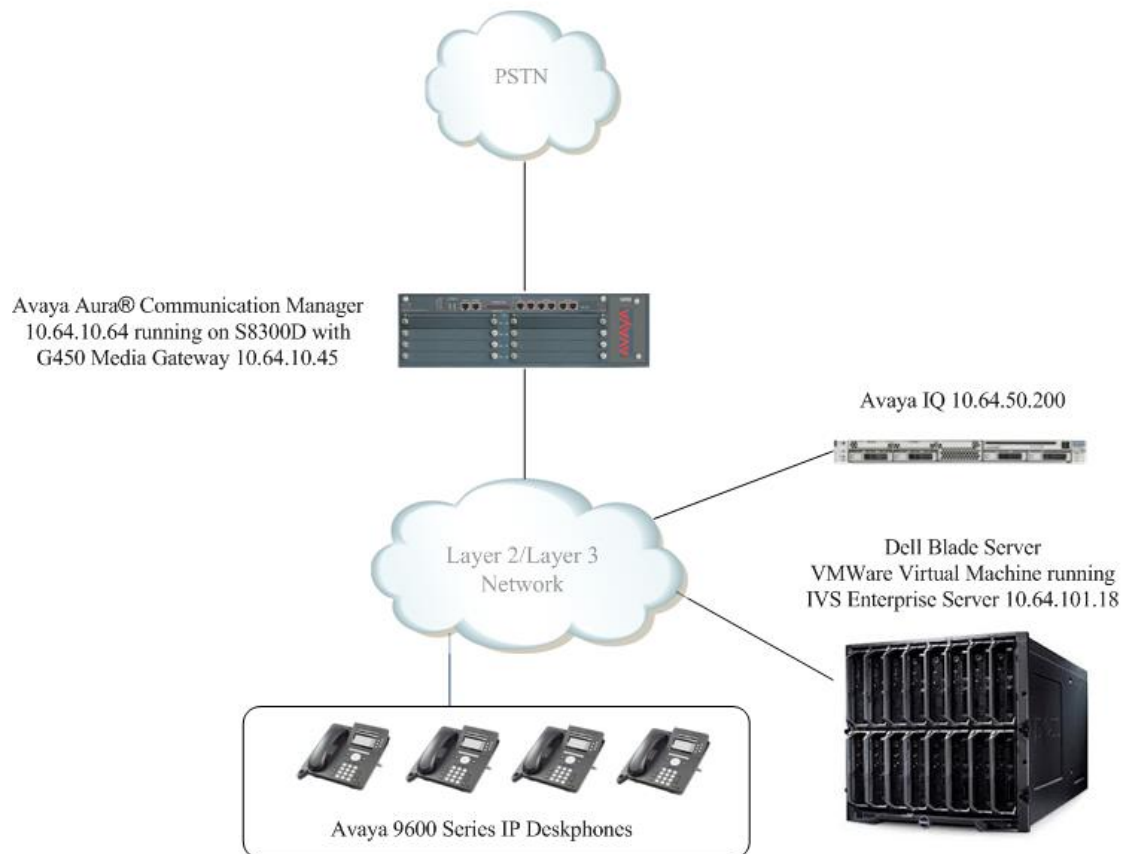 PSTN
Avaya Aura® Communication Manager
10.64.10.64 running on S8300D with
G450 Media Gateway 10.64.10.45
AVAYA
Avaya IQ 10.64.50.200
Layer 2/Layer 3
Network
Dell Blade Server
VMWare Virtual Machine running
IVS Enterprise Server 10.64.101.18
Avaya 9600 Series IP Deskphones